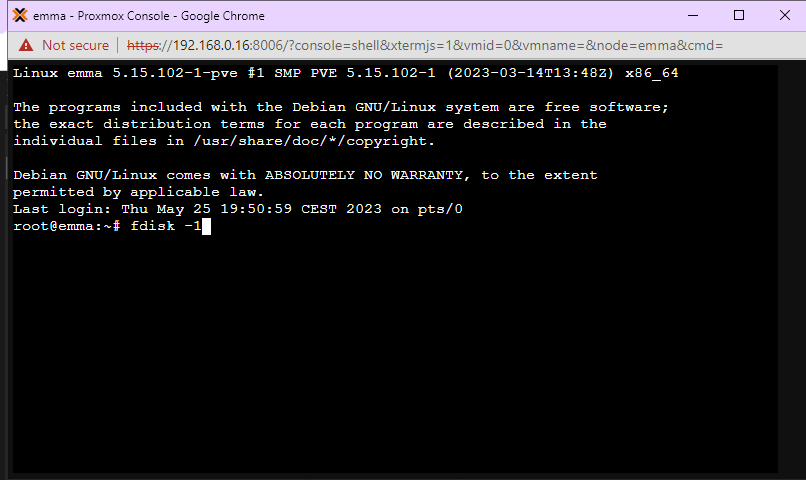 emma - Proxmox Console - Google Chrome
Not secure | https://192.168.0.16:8006/?console=shell&xtermjs=1&vmid=0&vmname=&node=emma&cmd=
Linux emma 5.15.102-1-pve #1 SMP PVE 5.15.102-1 (2023-03-14T13:48Z) x86_64
The programs included with the Debian GNU/Linux system are free software;
the exact distribution terms for each program are described in the
individual files in /usr/share/doc/*/copyright.
Debian GNU/Linux comes with ABSOLUTELY NO WARRANTY, to the extent
permitted by applicable law.
Last login: Thu May 25 19:50:59 CEST 2023 on pts/0
root@emma:~# fdisk -l